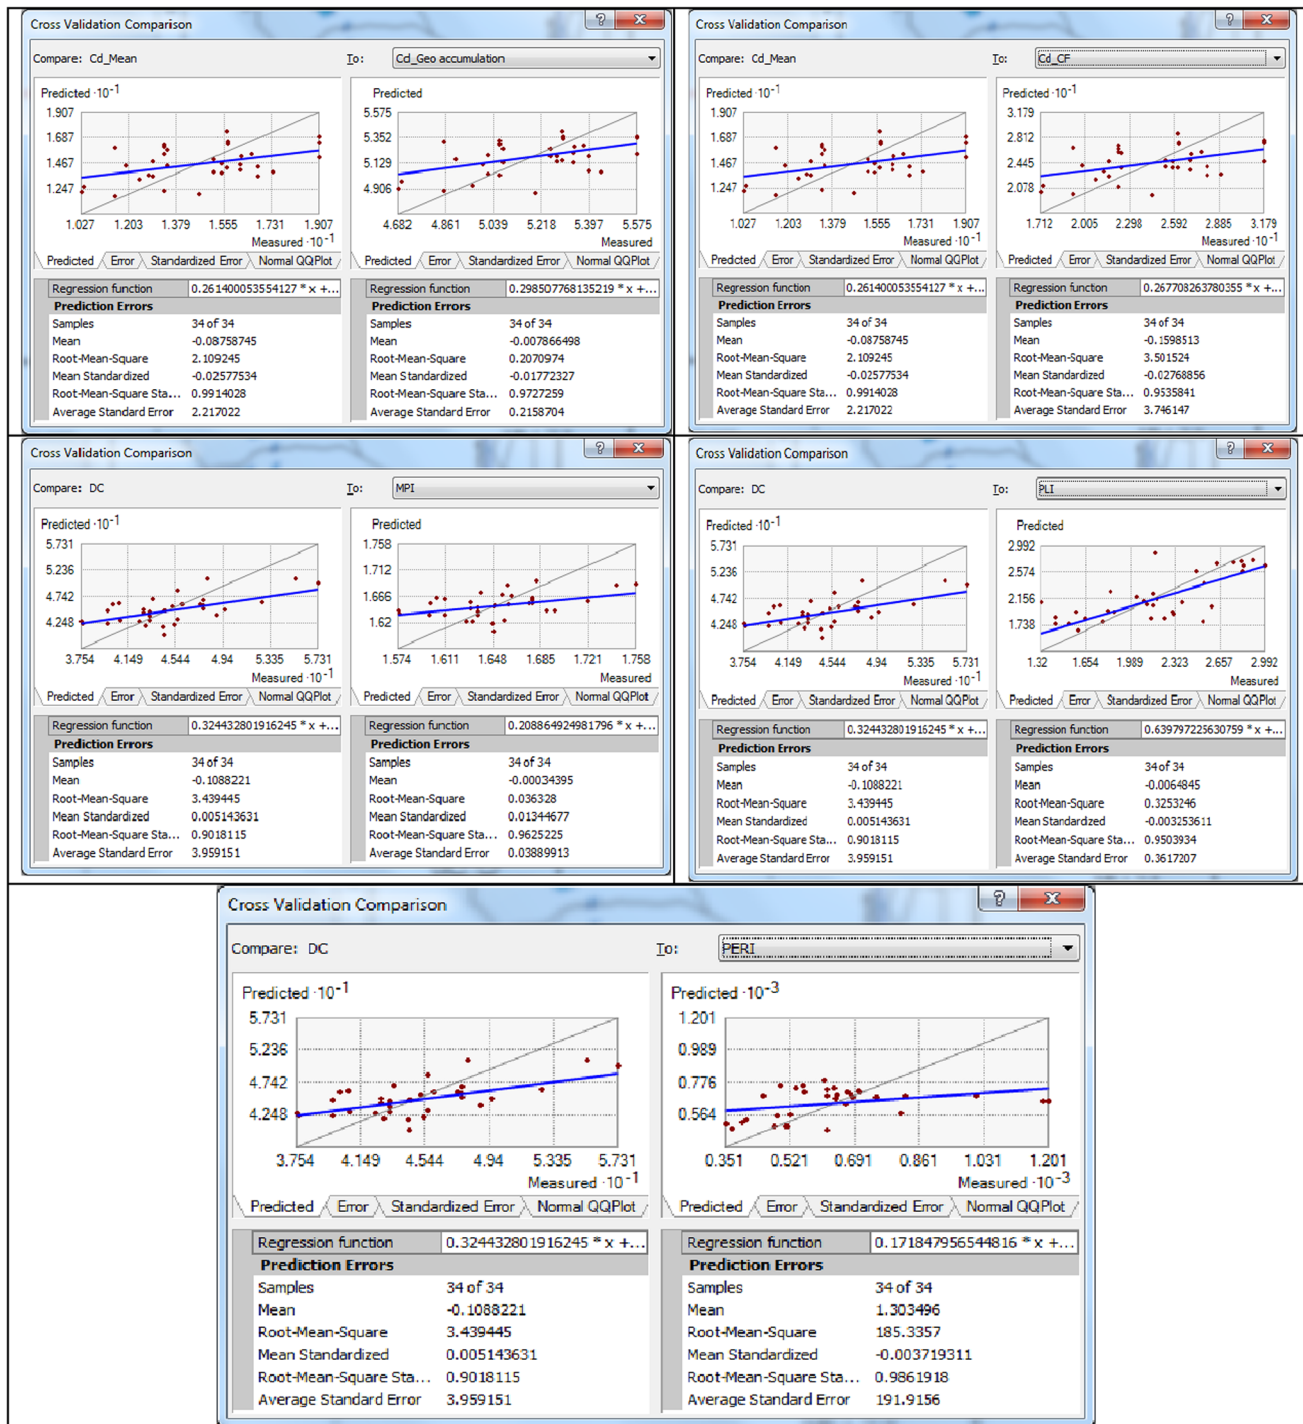 Cross Validation Comparison
?
X
Compare: Cd_Mean
To: Cd_Geo accumulation
Predicted ·10-1
1.907
1.687
1.467
1.247
1.027 1.203 1.379 1.555 1.731 1.907
Measured ·10-1
Predicted Error Standardized Error Normal QQPlot
Predicted
5.575
5.352
5.129
4.906
4.682 4.861 5.039 5.218 5.397 5.575
Measured
Predicted Error Standardized Error Normal QQPlot
Regression function 0.261400053554127 * x +...
Prediction Errors
Samples 34 of 34
Mean -0.08758745
Root-Mean-Square 2.109245
Mean Standardized -0.02577534
Root-Mean-Square Sta... 0.9914028
Average Standard Error 2.217022
Regression function 0.298507768135219 * x +...
Prediction Errors
Samples 34 of 34
Mean -0.007866498
Root-Mean-Square 0.2070974
Mean Standardized -0.01772327
Root-Mean-Square Sta... 0.9727259
Average Standard Error 0.2158704
Cross Validation Comparison
?
X
Compare: Cd_Mean
To: Cd_CF
Predicted ·10-1
1.907
1.687
1.467
1.247
1.027 1.203 1.379 1.555 1.731 1.907
Measured ·10-1
Predicted Error Standardized Error Normal QQPlot
Predicted ·10-1
3.179
2.812
2.445
2.078
1.712 2.005 2.298 2.592 2.885 3.179
Measured ·10-1
Predicted Error Standardized Error Normal QQPlot
Regression function 0.261400053554127 * x +...
Prediction Errors
Samples 34 of 34
Mean -0.08758745
Root-Mean-Square 2.109245
Mean Standardized -0.02577534
Root-Mean-Square Sta... 0.9914028
Average Standard Error 2.217022
Regression function 0.267708263780355 * x +...
Prediction Errors
Samples 34 of 34
Mean -0.1598513
Root-Mean-Square 3.501524
Mean Standardized -0.02768856
Root-Mean-Square Sta... 0.9535841
Average Standard Error 3.746147
Cross Validation Comparison
?
X
Compare: DC
To: MPI
Predicted ·10-1
5.731
5.236
4.742
4.248
3.754 4.149 4.544 4.94 5.335 5.731
Measured ·10-1
Predicted Error Standardized Error Normal QQPlot
Predicted
1.758
1.712
1.666
1.62
1.574 1.611 1.648 1.685 1.721 1.758
Measured
Predicted Error Standardized Error Normal QQPlot
Regression function 0.324432801916245 * x +...
Prediction Errors
Samples 34 of 34
Mean -0.1088221
Root-Mean-Square 3.439445
Mean Standardized 0.005143631
Root-Mean-Square Sta... 0.9018115
Average Standard Error 3.959151
Regression function 0.208864924981796 * x +...
Prediction Errors
Samples 34 of 34
Mean -0.00034395
Root-Mean-Square 0.036328
Mean Standardized 0.01344677
Root-Mean-Square Sta... 0.9625225
Average Standard Error 0.03889913
Cross Validation Comparison
?
X
Compare: DC
To: PLI
Predicted ·10-1
5.731
5.236
4.742
4.248
3.754 4.149 4.544 4.94 5.335 5.731
Measured ·10-1
Predicted Error Standardized Error Normal QQPlot
Predicted
2.992
2.574
2.156
1.738
1.32 1.654 1.989 2.323 2.657 2.992
Measured
Predicted Error Standardized Error Normal QQPlot
Regression function 0.324432801916245 * x +...
Prediction Errors
Samples 34 of 34
Mean -0.1088221
Root-Mean-Square 3.439445
Mean Standardized 0.005143631
Root-Mean-Square Sta... 0.9018115
Average Standard Error 3.959151
Regression function 0.639797225630759 * x +...
Prediction Errors
Samples 34 of 34
Mean -0.0064845
Root-Mean-Square 0.3253246
Mean Standardized -0.003253611
Root-Mean-Square Sta... 0.9503934
Average Standard Error 0.3617207
Cross Validation Comparison
?
X
Compare: DC
To: PERI
Predicted ·10-1
5.731
5.236
4.742
4.248
3.754 4.149 4.544 4.94 5.335 5.731
Measured ·10-1
Predicted Error Standardized Error Normal QQPlot
Predicted ·10-3
1.201
0.989
0.776
0.564
0.351 0.521 0.691 0.861 1.031 1.201
Measured ·10-3
Predicted Error Standardized Error Normal QQPlot
Regression function 0.324432801916245 * x +...
Prediction Errors
Samples 34 of 34
Mean -0.1088221
Root-Mean-Square 3.439445
Mean Standardized 0.005143631
Root-Mean-Square Sta... 0.9018115
Average Standard Error 3.959151
Regression function 0.171847956544816 * x +...
Prediction Errors
Samples 34 of 34
Mean 1.303496
Root-Mean-Square 185.3357
Mean Standardized -0.003719311
Root-Mean-Square Sta... 0.9861918
Average Standard Error 191.9156